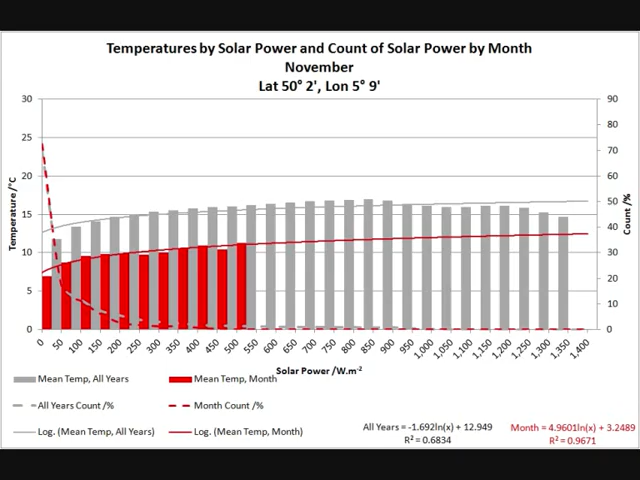 Temperatures by Solar Power and Count of Solar Power by Month
November
Lat 50° 2', Lon 5° 9'
30
25
20
15
10
5
0
Temperature /°C
90
80
70
60
50
40
30
20
10
0
Count /%
0 50 100 150 200 250 300 350 400 450 500 550 600 650 700 750 800 850 900 950 1,000 1,050 1,100 1,150 1,200 1,250 1,300 1,350 1,400
Solar Power /W.m-2
Mean Temp, All Years Mean Temp, Month
All Years Count /% Month Count /%
Log. (Mean Temp, All Years) Log. (Mean Temp, Month)
All Years = -1.692ln(x) + 12.949
R² = 0.6834
Month = 4.9601ln(x) + 3.2489
R² = 0.9671